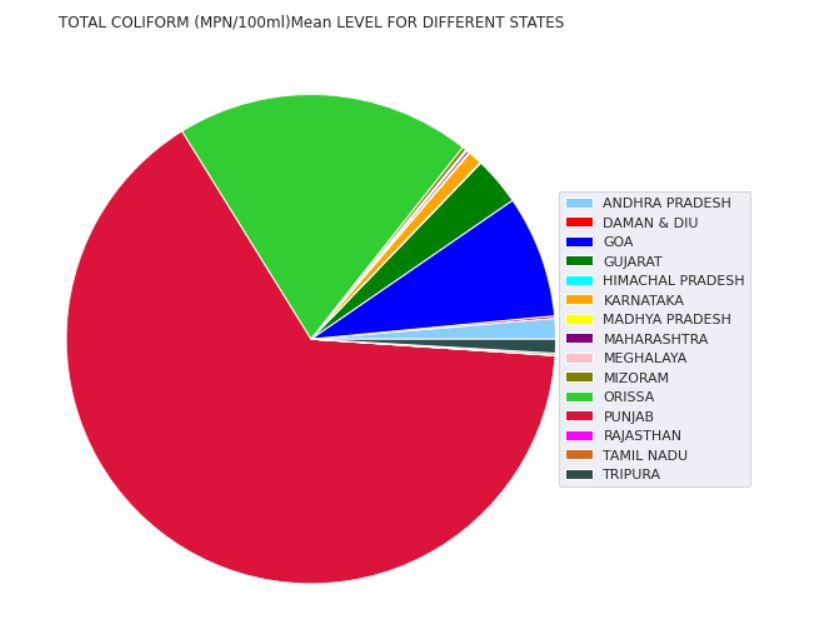 TOTAL COLIFORM (MPN/100ml)Mean LEVEL FOR DIFFERENT STATES
ANDHRA PRADESH
DAMAN & DIU
GOA
GUJARAT
HIMACHAL PRADESH
KARNATAKA
MADHYA PRADESH
MAHARASHTRA
MEGHALAYA
MIZORAM
ORISSA
PUNJAB
RAJASTHAN
TAMIL NADU
TRIPURA